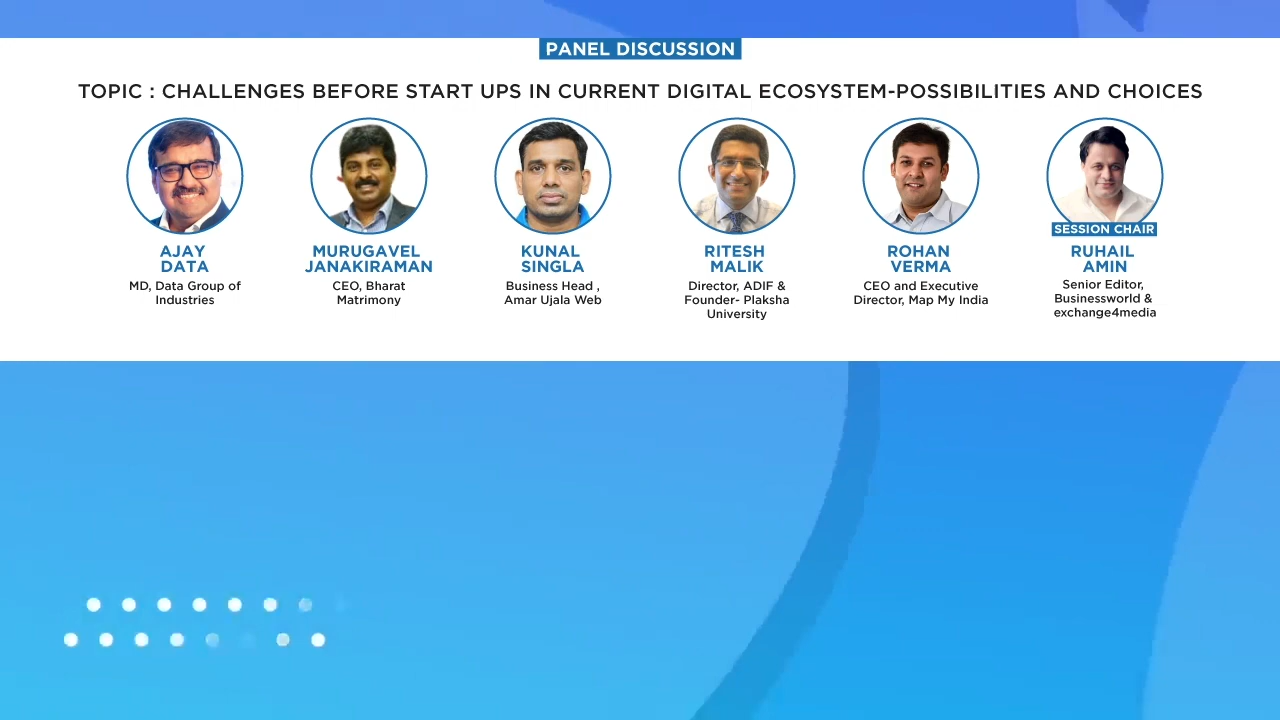 PANEL DISCUSSION
TOPIC : CHALLENGES BEFORE START UPS IN CURRENT DIGITAL ECOSYSTEM-POSSIBILITIES AND CHOICES
AJAY
DATA
MD, Data Group of
Industries
MURUGAVEL
JANAKIRAMAN
CEO, Bharat
Matrimony
KUNAL
SINGLA
Business Head ,
Amar Ujala Web
RITESH
MALIK
Director, ADIF &
Founder- Plaksha
University
ROHAN
VERMA
CEO and Executive
Director, Map My India
SESSION CHAIR
RUHAIL
AMIN
Senior Editor,
Businessworld &
exchange4media